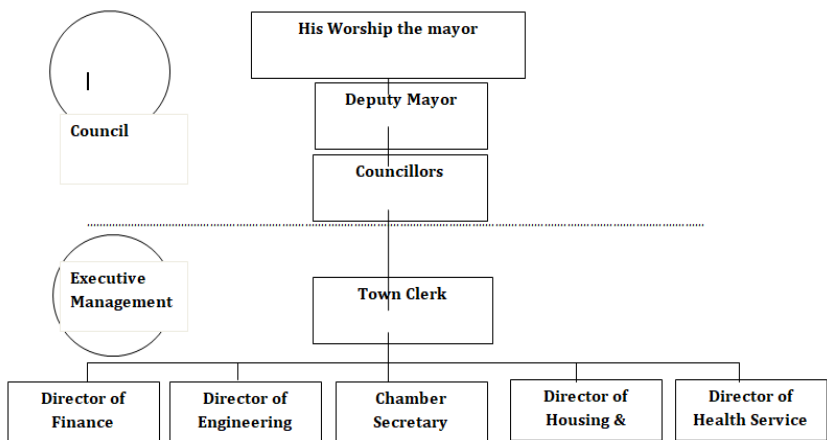 His Worship the mayor
Deputy Mayor
Council
Councillors
Executive
Management
Town Clerk
Director of
Finance
Director of
Engineering
Chamber
Secretary
Director of
Housing &
Director of
Health Service